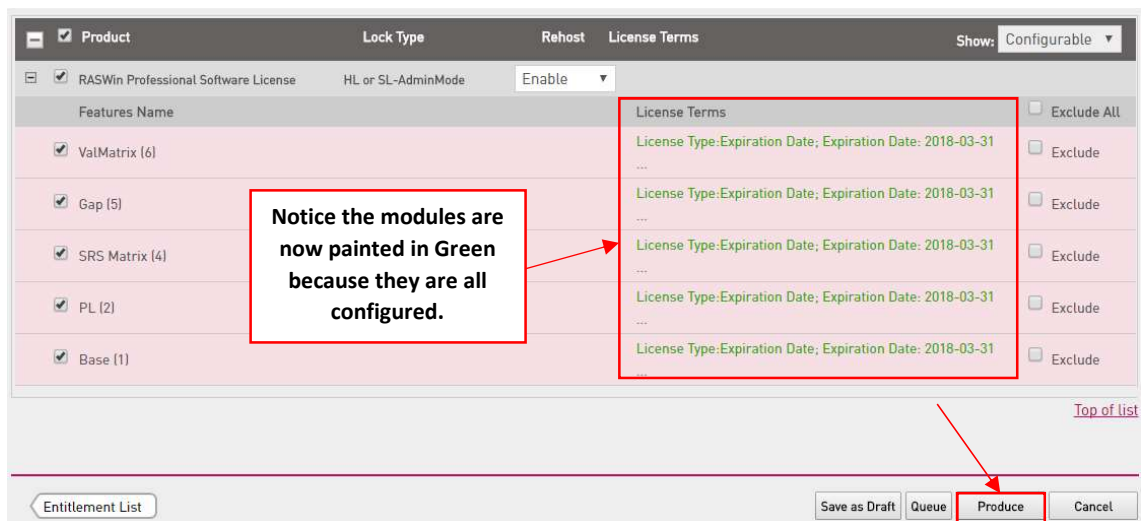 Product Lock Type Rehost License Terms Show: Configurable
RASWin Professional Software License HL or SL-AdminMode Enable
Features Name License Terms Exclude All
ValMatrix (6) License Type:Expiration Date; Expiration Date: 2018-03-31 Exclude
...
Gap (5) License Type:Expiration Date; Expiration Date: 2018-03-31 Exclude
...
SRS Matrix (4) License Type:Expiration Date; Expiration Date: 2018-03-31 Exclude
...
PL (2) License Type:Expiration Date; Expiration Date: 2018-03-31 Exclude
...
Base (1) License Type:Expiration Date; Expiration Date: 2018-03-31 Exclude
...
Notice the modules are
now painted in Green
because they are all
configured.
Top of list
Entitlement List Save as Draft Queue Produce Cancel